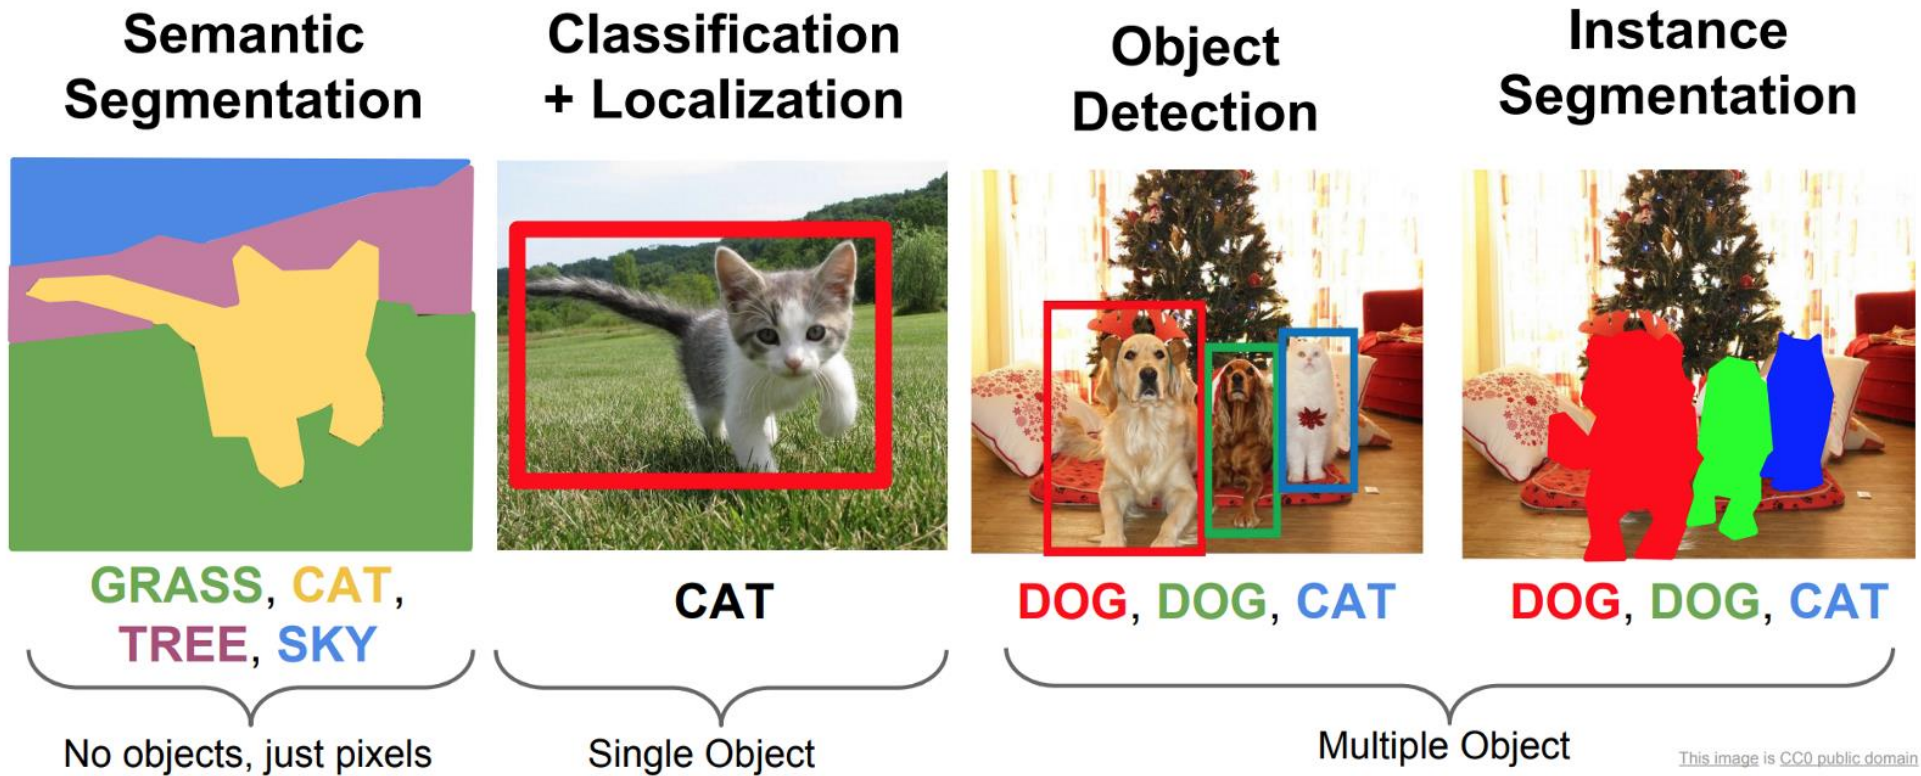 Semantic
Segmentation
Classification
+ Localization
Object
Detection
Instance
Segmentation
GRASS, CAT,
TREE, SKY
CAT
DOG, DOG, CAT
DOG, DOG, CAT
No objects, just pixels
Single Object
Multiple Object
This image is CC0 public domain